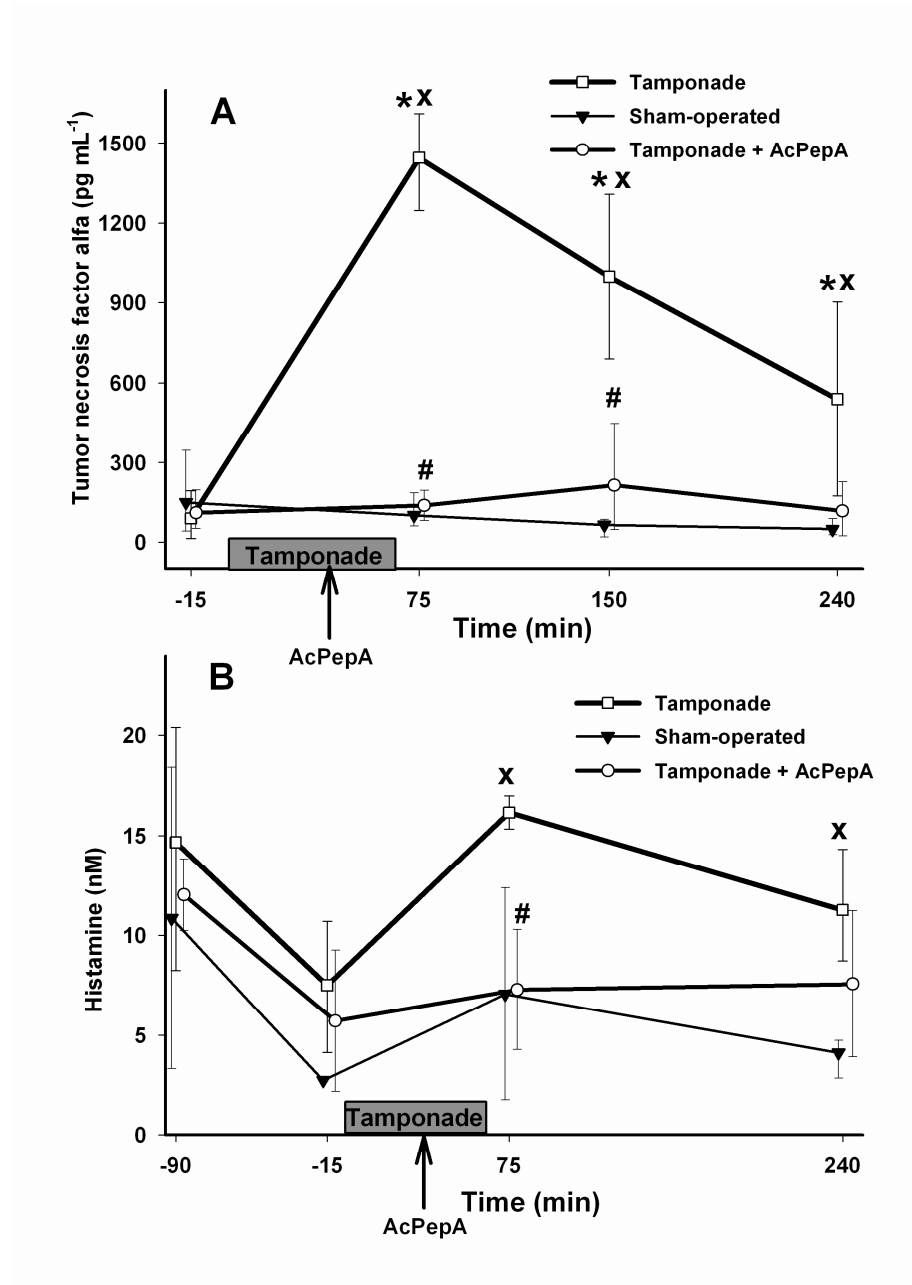 A
Tamponade
Sham-operated
Tamponade + AcPepA
* x
* x
* x
#
#
Tumor necrosis factor alfa (pg mL-1)
1500
1200
900
600
300
0
Tamponade
-15 75 150 240
Time (min)
AcPepA
B
Tamponade
Sham-operated
Tamponade + AcPepA
x
x
#
Histamine (nM)
20
15
10
5
0
Tamponade
-90 -15 75 240
Time (min)
AcPepA